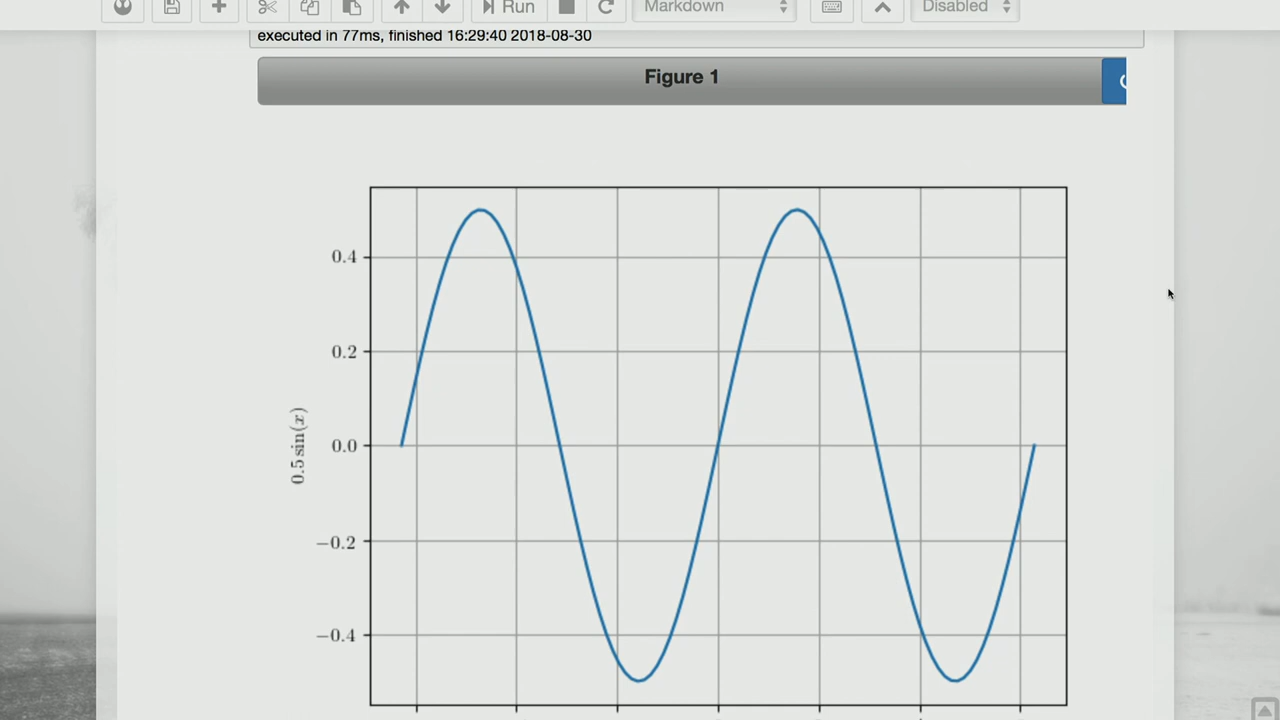 Run
Markdown
Disabled
executed in 77ms, finished 16:29:40 2018-08-30
Figure 1
0.4
0.2
0.0
−0.2
−0.4
0.5 sin(x)